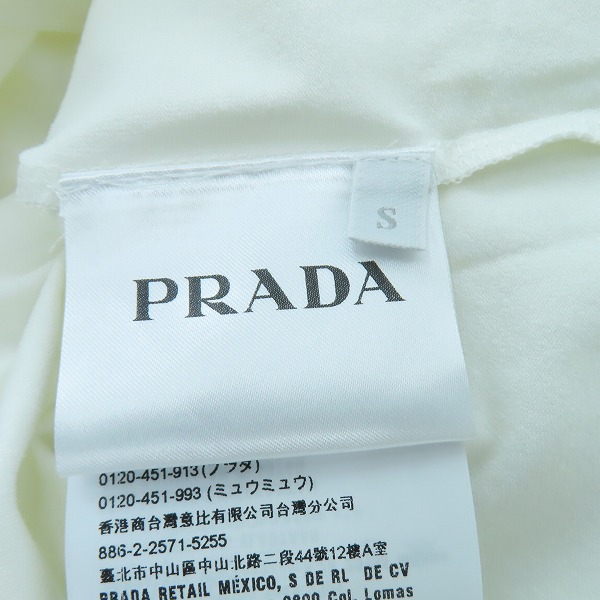 S
PRADA
0120-451-913 (プラダ)
0120-451-993 (ミュウミュウ)
香港商台灣意比有限公司台灣分公司
886-2-2571-5255
臺北市中山區中山北路二段44號12樓A室
PRADA RETAIL MÉXICO, S DE RL DE CV
Col. Lomas